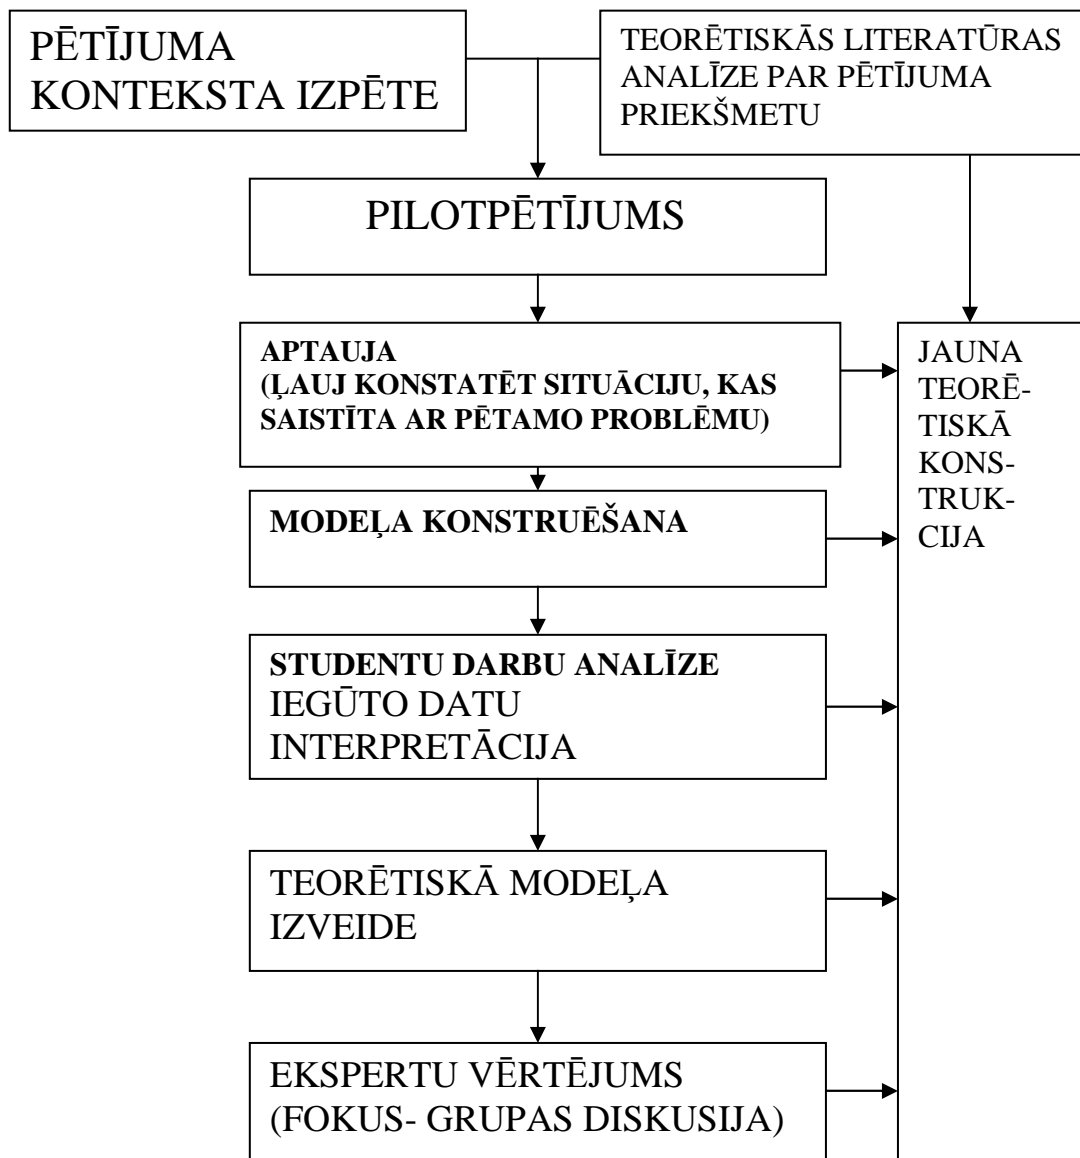 PĒTĪJUMA
KONTEKSTA IZPĒTE
TEORĒTISKĀS LITERATŪRAS
ANALĪZE PAR PĒTĪJUMA
PRIEKŠMETU
PILOTPĒTĪJUMS
APTAUJA
(ĻAUJ KONSTATĒT SITUĀCIJU, KAS
SAISTĪTA AR PĒTAMO PROBLĒMU)
JAUNA
TEORĒ-
TISKĀ
KONS-
TRUK-
CIJA
MODEĻA KONSTRUĒŠANA
STUDENTU DARBU ANALĪZE
IEGŪTO DATU
INTERPRETĀCIJA
TEORĒTISKĀ MODEĻA
IZVEIDE
EKSPERTU VĒRTĒJUMS
(FOKUS- GRUPAS DISKUSIJA)